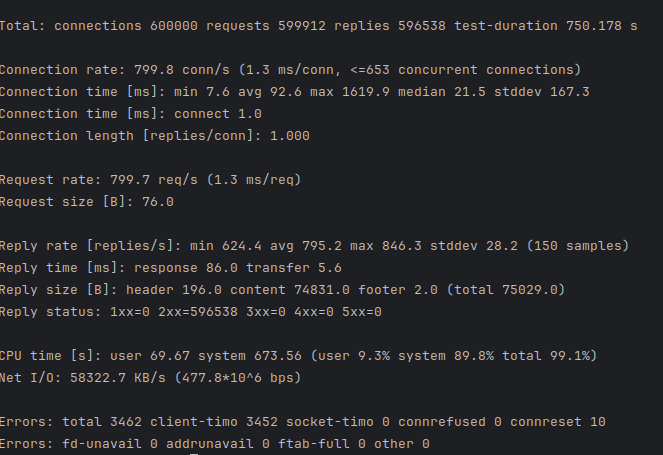 Total: connections 600000 requests 599912 replies 596538 test-duration 750.178 s
Connection rate: 799.8 conn/s (1.3 ms/conn, <=653 concurrent connections)
Connection time [ms]: min 7.6 avg 92.6 max 1619.9 median 21.5 stddev 167.3
Connection time [ms]: connect 1.0
Connection length [replies/conn]: 1.000
Request rate: 799.7 req/s (1.3 ms/req)
Request size [B]: 76.0
Reply rate [replies/s]: min 624.4 avg 795.2 max 846.3 stddev 28.2 (150 samples)
Reply time [ms]: response 86.0 transfer 5.6
Reply size [B]: header 196.0 content 74831.0 footer 2.0 (total 75029.0)
Reply status: 1xx=0 2xx=596538 3xx=0 4xx=0 5xx=0
CPU time [s]: user 69.67 system 673.56 (user 9.3% system 89.8% total 99.1%)
Net I/O: 58322.7 KB/s (477.8*10^6 bps)
Errors: total 3462 client-timo 3452 socket-timo 0 connrefused 0 connreset 10
Errors: fd-unavail 0 addrunavail 0 ftab-full 0 other 0